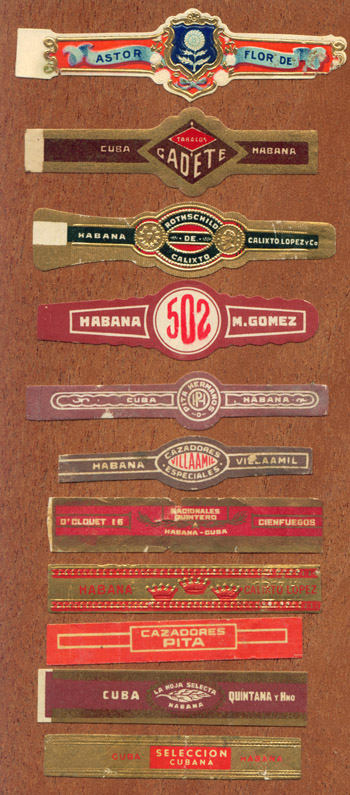 ASTOR FLOR DE
TABACOS
CUBA CADETE HABANA
ROTHSCHILD
HABANA DE CALIXTO LOPEZ Y Co
CALIXTO
HABANA 502 M. GOMEZ
PITA HERMANOS
CUBA HABANA
CAZADORES
HABANA VILLAAMIL VILLAAMIL
ESPECIALES
NACIONALES
D'CLOUET 16 QUINTERO CIENFUEGOS
HABANA-CUBA
HABANA CALIXTO LOPEZ
CAZADORES
PITA
LA HOJA SELECTA
CUBA QUINTANA Y HNO
HABANA
CUBA SELECCION HABANA
CUBANA